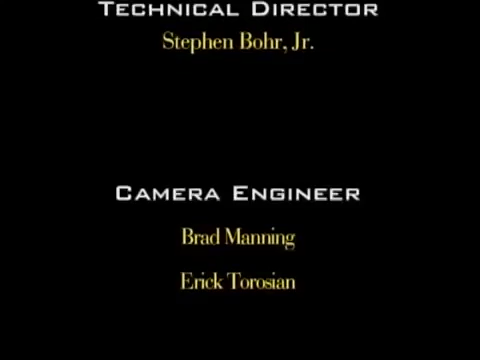 TECHNICAL DIRECTOR
Stephen Bohr, Jr.
CAMERA ENGINEER
Brad Manning
Erick Torosian